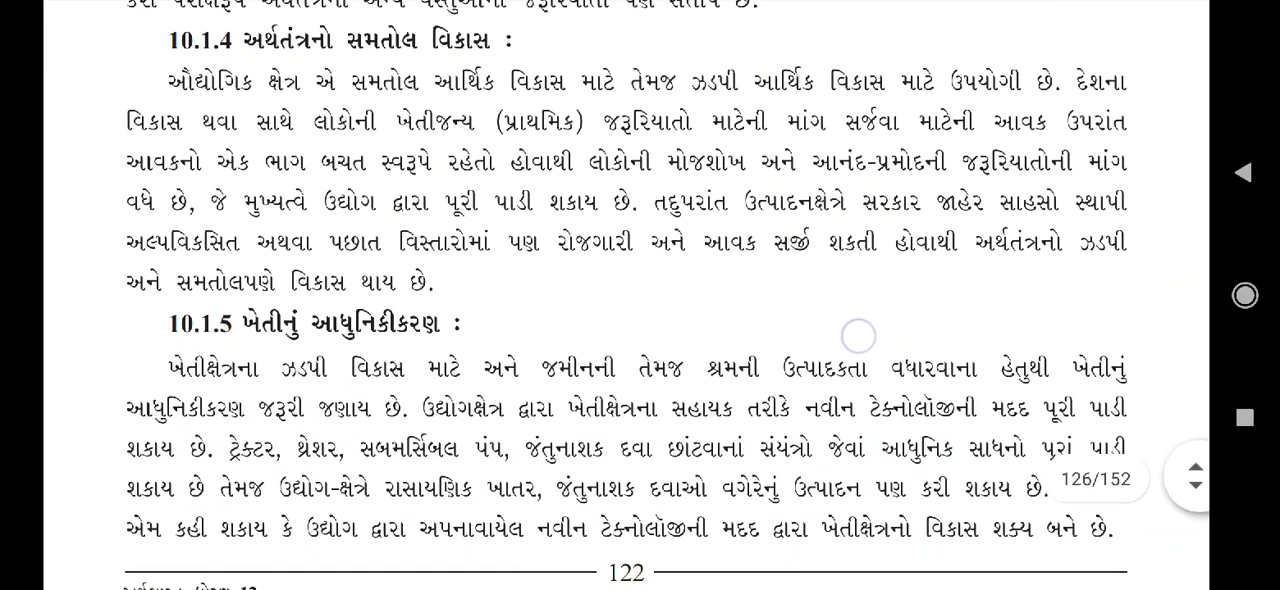 10.1.4 અર્થતંત્રનો સમતોલ વિકાસ :
ઔદ્યોગિક ક્ષેત્ર એ સમતોલ આર્થિક વિકાસ માટે તેમજ ઝડપી આર્થિક વિકાસ માટે ઉપયોગી છે. દેશના
વિકાસ થવા સાથે લોકોની ખેતીજન્ય (પ્રાથમિક) જરૂરિયાતો માટેની માંગ સર્જવા માટેની આવક ઉપરાંત
આવકનો એક ભાગ બચત સ્વરૂપે રહેતો હોવાથી લોકોની મોજશોખ અને આનંદ-પ્રમોદની જરૂરિયાતોની માંગ
વધે છે, જે મુખ્યત્વે ઉદ્યોગ દ્વારા પૂરી પાડી શકાય છે. તદુપરાંત ઉત્પાદનક્ષેત્રે સરકાર જાહેર સાહસો સ્થાપી
અલ્પવિકસિત અથવા પછાત વિસ્તારોમાં પણ રોજગારી અને આવક સર્જી શકતી હોવાથી અર્થતંત્રનો ઝડપી
અને સમતોલપણે વિકાસ થાય છે.
10.1.5 ખેતીનું આધુનિકીકરણ :
ખેતીક્ષેત્રના ઝડપી વિકાસ માટે અને જમીનની તેમજ શ્રમની ઉત્પાદકતા વધારવાના હેતુથી ખેતીનું
આધુનિકીકરણ જરૂરી જણાય છે. ઉદ્યોગક્ષેત્ર દ્વારા ખેતીક્ષેત્રના સહાયક તરીકે નવીન ટેક્નોલૉજીની મદદ પૂરી પાડી
શકાય છે. ટ્રેક્ટર, થ્રેશર, સબમર્સિબલ પંપ, જંતુનાશક દવા છાંટવાનાં સંયંત્રો જેવાં આધુનિક સાધનો પૂરાં પાડી
શકાય છે તેમજ ઉદ્યોગ-ક્ષેત્રે રાસાયણિક ખાતર, જંતુનાશક દવાઓ વગેરેનું ઉત્પાદન પણ કરી શકાય છે.
126/152
એમ કહી શકાય કે ઉદ્યોગ દ્વારા અપનાવાયેલ નવીન ટેક્નોલૉજીની મદદ દ્વારા ખેતીક્ષેત્રનો વિકાસ શક્ય બને છે.
122